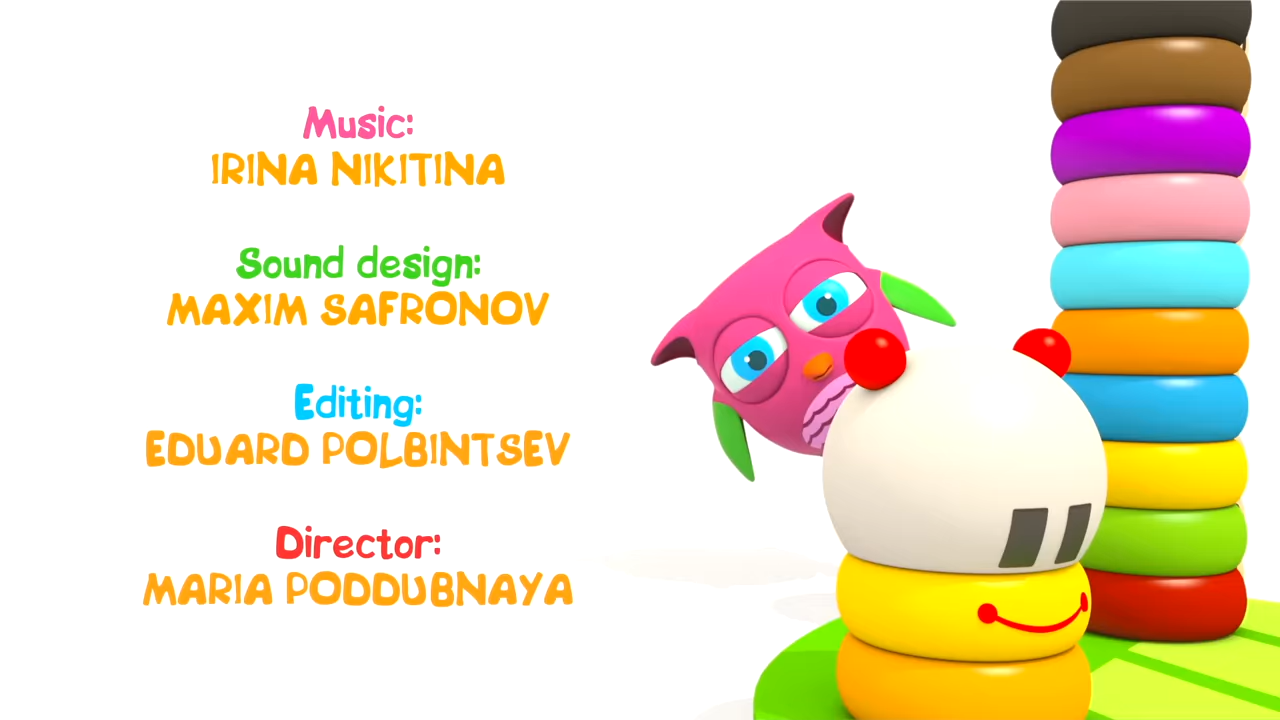 Music:
IRINA NIKITINA
Sound design:
MAXIM SAFRONOV
Editing:
EDUARD POLBINTSEV
Director:
MARIA PODDUBNAYA